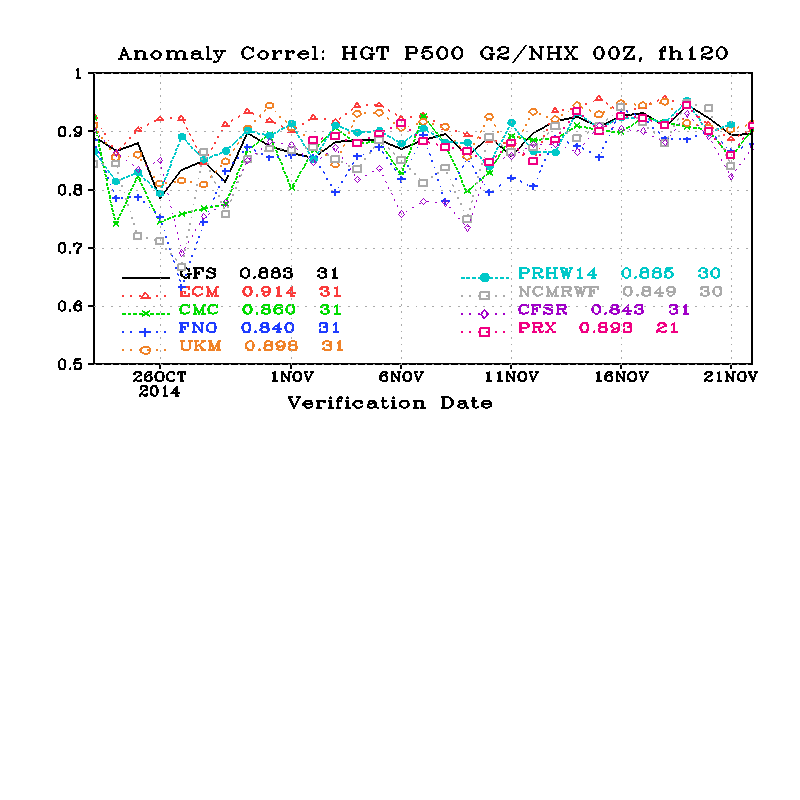 Anomaly Correl: HGT P500 G2/NHX 00Z, fh120
1
0.9
0.8
0.7
0.6
0.5
GFS 0.883 31
ECM 0.914 31
CMC 0.860 31
FNO 0.840 31
UKM 0.898 31
PRHW14 0.885 30
NCMRWF 0.849 30
CFSR 0.843 31
PRX 0.893 21
26OCT 1NOV 6NOV 11NOV 16NOV 21NOV
2014
Verification Date